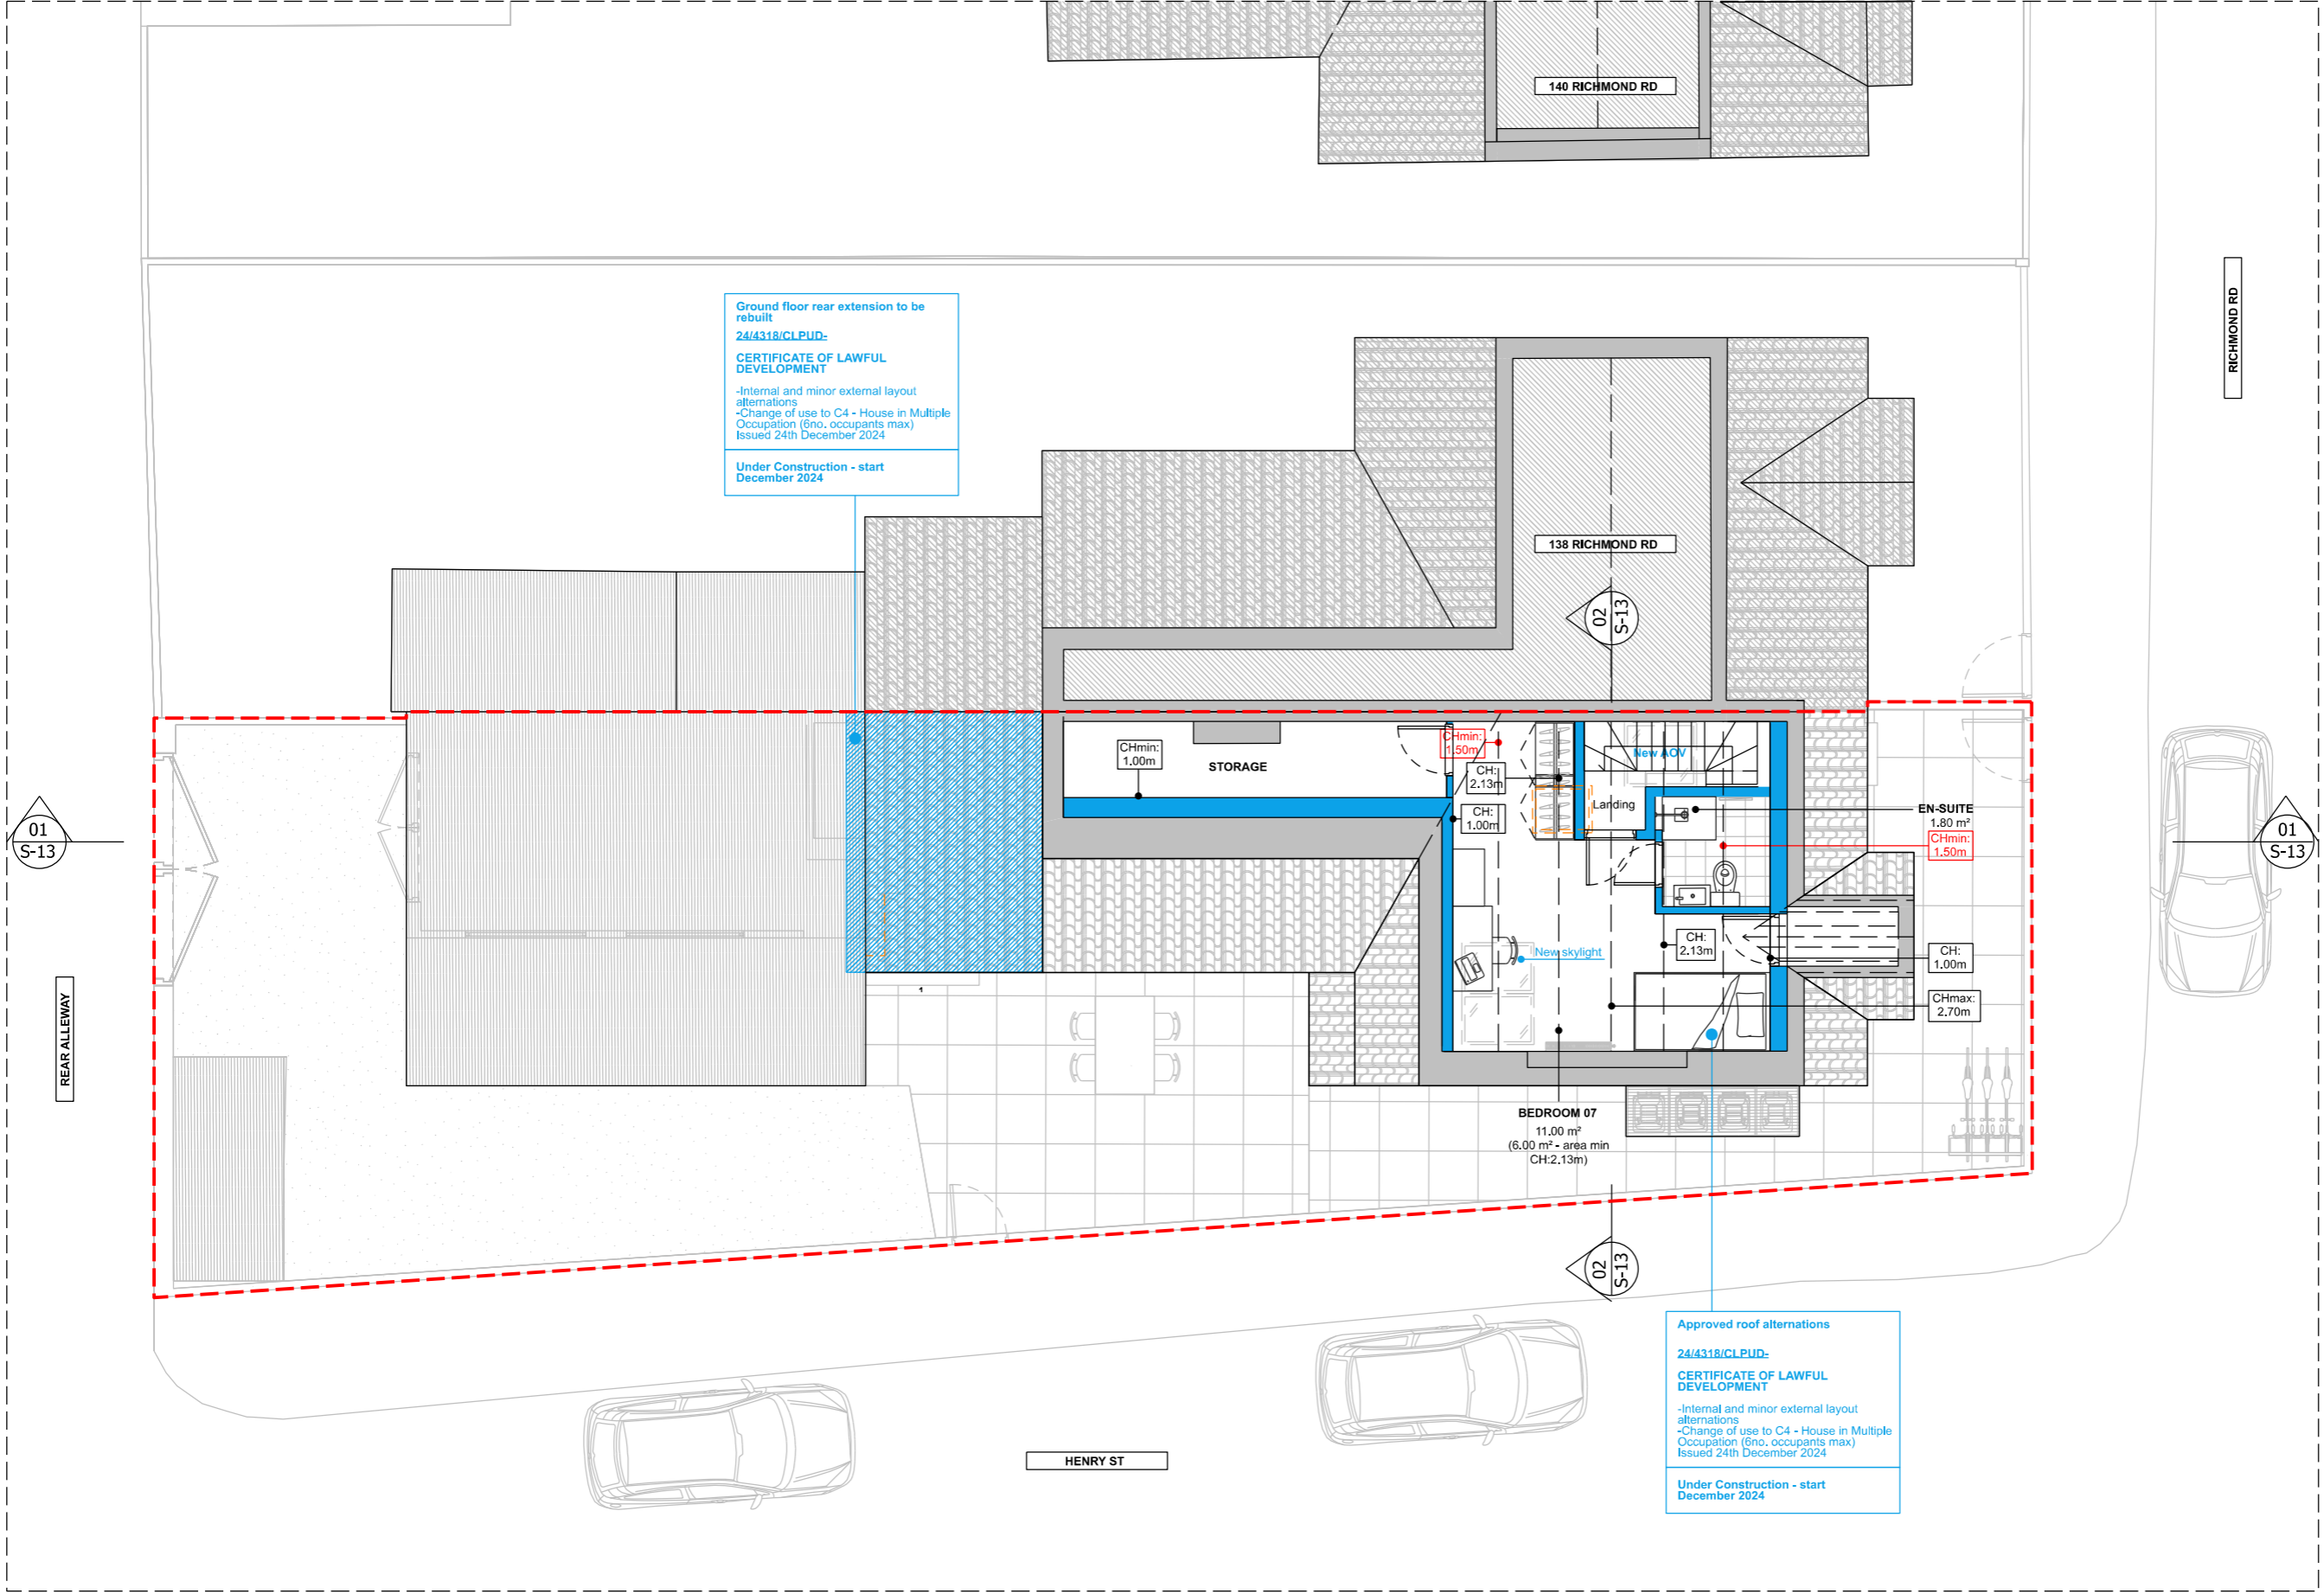 140 RICHMOND RD
RICHMOND RD
Ground floor rear extension to be
rebuilt
24/4318/CLPUD-
CERTIFICATE OF LAWFUL
DEVELOPMENT
-Internal and minor external layout
alternations
-Change of use to C4 - House in Multiple
Occupation (6no. occupants max)
Issued 24th December 2024
Under Construction - start
December 2024
138 RICHMOND RD
02
S-13
CHmin:
1.00m
STORAGE
CHmin:
1.50m
CH:
2.13m
CH:
1.00m
New AOV
Landing
EN-SUITE
1.80 m²
CHmin:
1.50m
01
S-13
01
S-13
New skylight
CH:
2.13m
CH:
1.00m
CHmax:
2.70m
1
REAR ALLEWAY
BEDROOM 07
11.00 m²
(6.00 m² - area min
CH:2.13m)
02
S-13
Approved roof alternations
24/4318/CLPUD-
CERTIFICATE OF LAWFUL
DEVELOPMENT
-Internal and minor external layout
alternations
-Change of use to C4 - House in Multiple
Occupation (6no. occupants max)
Issued 24th December 2024
Under Construction - start
December 2024
HENRY ST